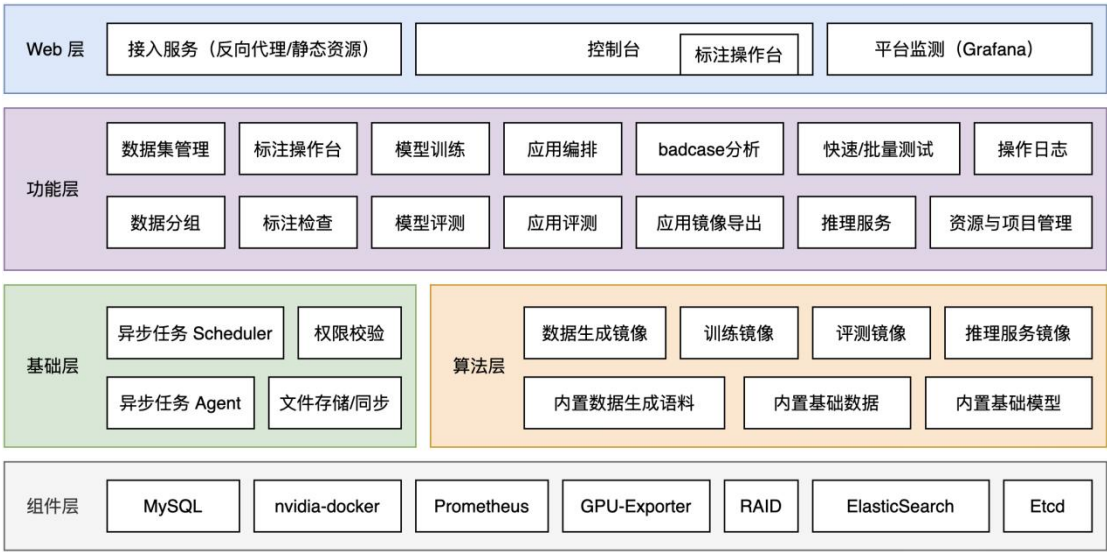 Web 层
接入服务（反向代理/静态资源）
控制台
标注操作台
平台监测（Grafana）
功能层
数据集管理
标注操作台
模型训练
应用编排
badcase分析
快速/批量测试
操作日志
数据分组
标注检查
模型评测
应用评测
应用镜像导出
推理服务
资源与项目管理
基础层
异步任务 Scheduler
权限校验
异步任务 Agent
文件存储/同步
算法层
数据生成镜像
训练镜像
评测镜像
推理服务镜像
内置数据生成语料
内置基础数据
内置基础模型
组件层
MySQL
nvidia-docker
Prometheus
GPU-Exporter
RAID
ElasticSearch
Etcd